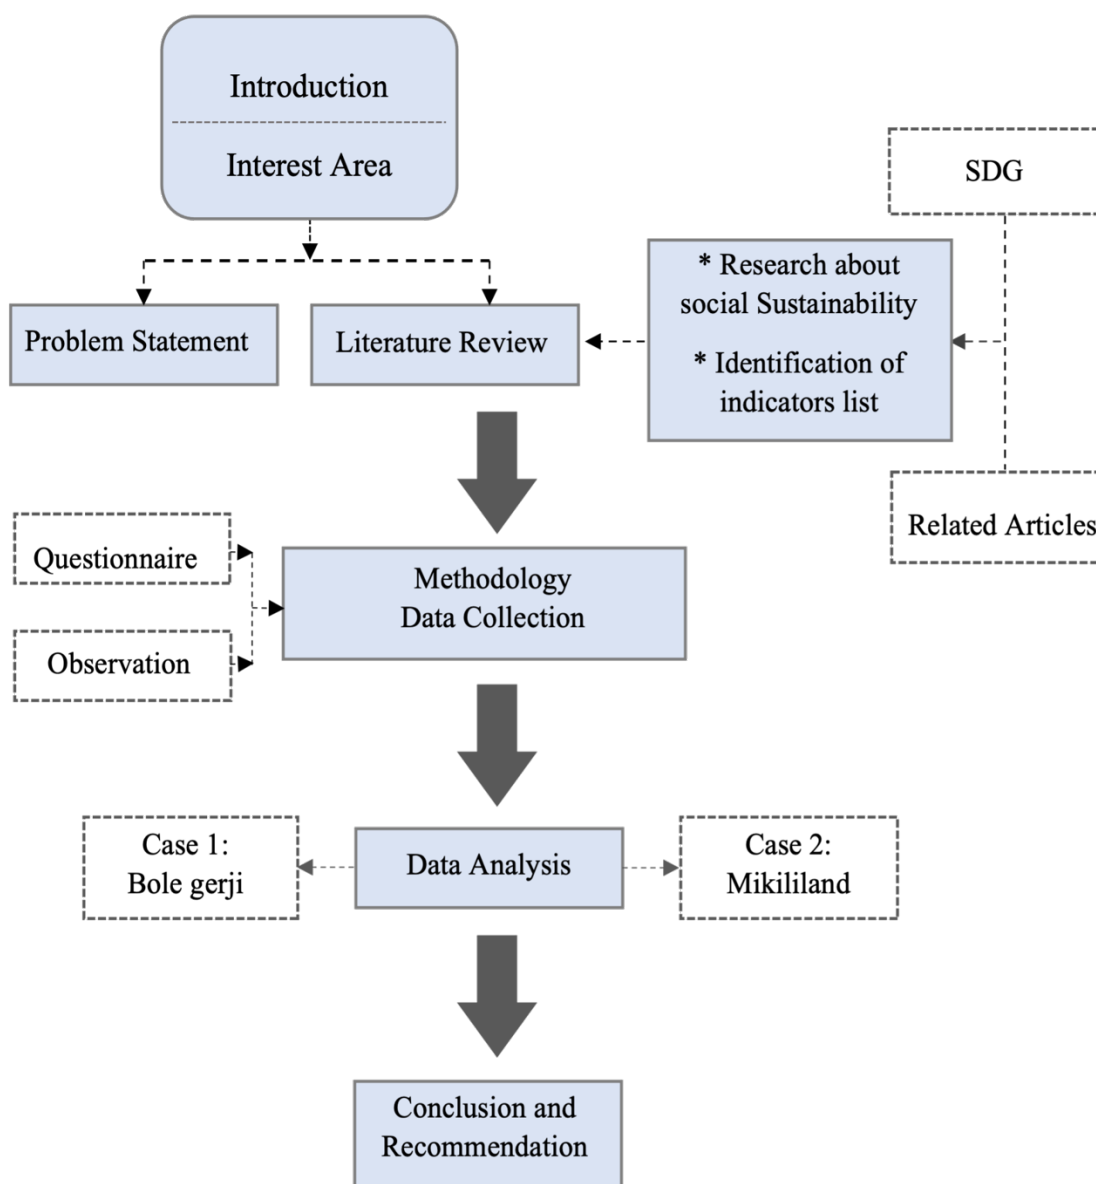 Introduction
Interest Area
SDG
* Research about
social Sustainability
* Identification of
indicators list
Problem Statement
Literature Review
Related Articles
Questionnaire
Observation
Methodology
Data Collection
Case 1:
Bole gerji
Data Analysis
Case 2:
Mikililand
Conclusion and
Recommendation